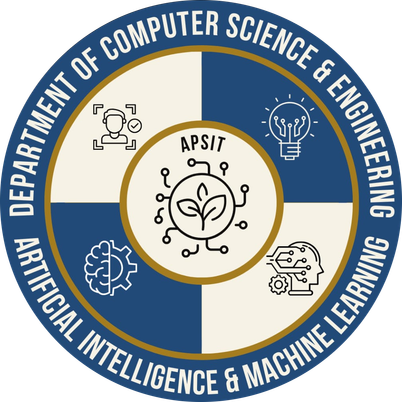 DEPARTMENT OF COMPUTER SCIENCE & ENGINEERING
APSIT
ARTIFICIAL INTELLIGENCE & MACHINE LEARNING